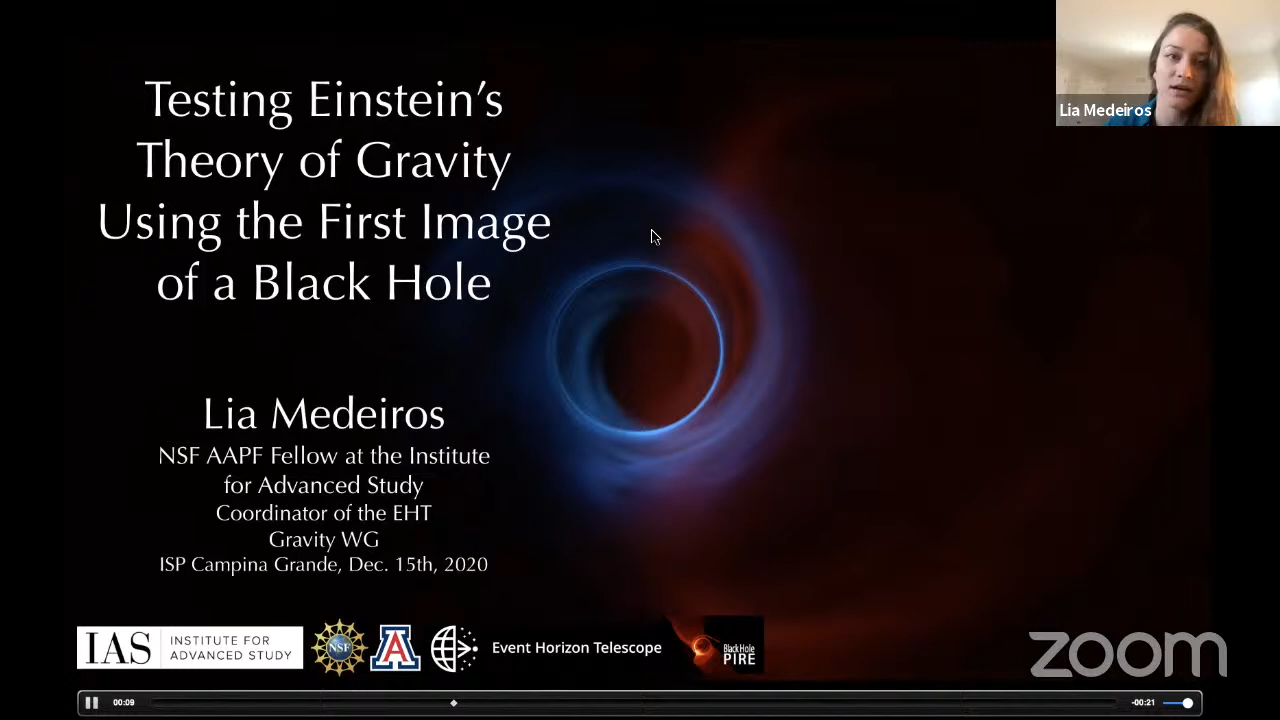 Testing Einstein's
Theory of Gravity
Using the First Image
of a Black Hole
Lia Medeiros
NSF AAPF Fellow at the Institute
for Advanced Study
Coordinator of the EHT
Gravity WG
ISP Campina Grande, Dec. 15th, 2020
IAS
INSTITUTE FOR
ADVANCED STUDY
NSF
A
Event Horizon Telescope
Black Hole
PIRE
Lia Medeiros
zoom
00:09
-00:21